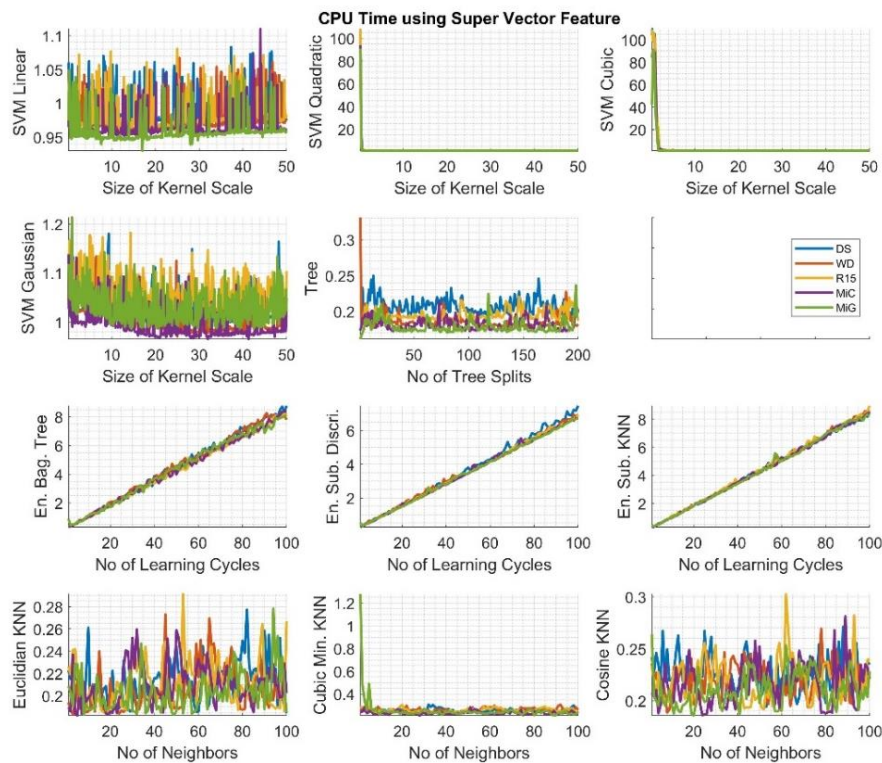 CPU Time using Super Vector Feature
1.1
1.05
1
0.95
SVM Linear
10 20 30 40 50
Size of Kernel Scale
100
80
60
40
20
SVM Quadratic
10 20 30 40 50
Size of Kernel Scale
100
80
60
40
20
SVM Cubic
10 20 30 40 50
Size of Kernel Scale
1.2
1.1
1
SVM Gaussian
10 20 30 40 50
Size of Kernel Scale
0.3
0.25
0.2
Tree
50 100 150 200
No of Tree Splits
DS
WD
R15
MiC
MiG
8
6
4
2
En. Bag. Tree
20 40 60 80 100
No of Learning Cycles
6
4
2
En. Sub. Discri.
20 40 60 80 100
No of Learning Cycles
8
6
4
2
En. Sub. KNN
20 40 60 80 100
No of Learning Cycles
0.28
0.26
0.24
0.22
0.2
Euclidian KNN
20 40 60 80 100
No of Neighbors
1.2
1
0.8
0.6
0.4
Cubic Min. KNN
20 40 60 80 100
No of Neighbors
0.3
0.25
0.2
Cosine KNN
20 40 60 80 100
No of Neighbors